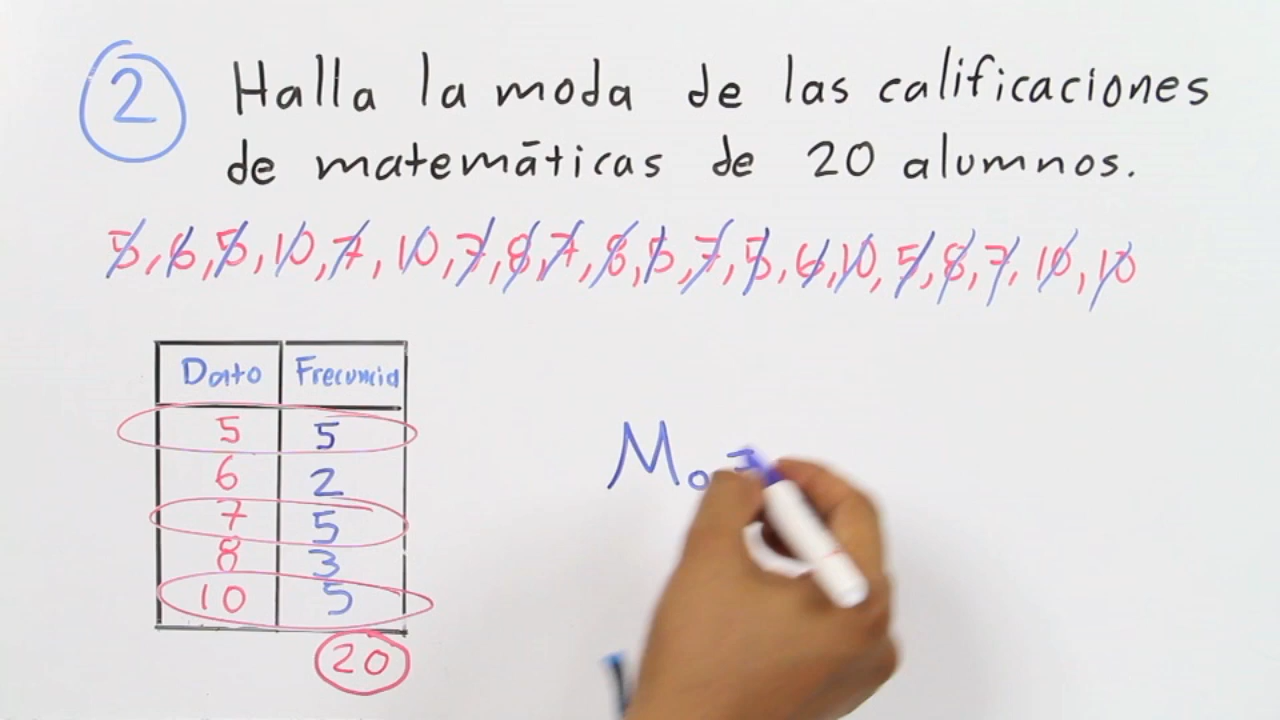 2 Halla la moda de las calificaciones
de matemāticas de 20 alumnos.
5, 6, 5, 10, 7, 10, 7, 8, 7, 8, 5, 7, 5, 6, 10, 5, 8, 7, 10, 10
Dato Frecuncia
5 5
6 2
7 5
8 3
10 5
20
Mo =